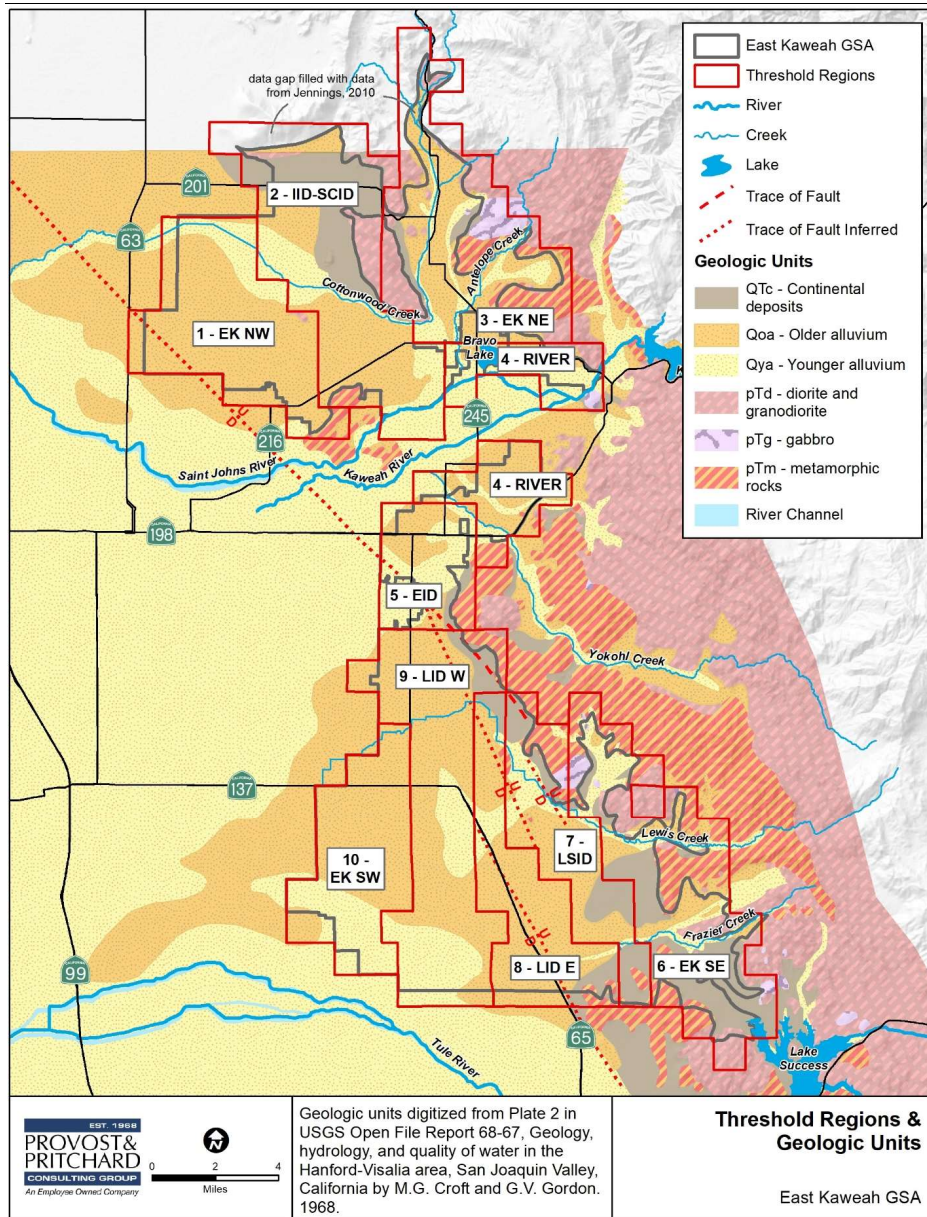 data gap filled with data
from Jennings, 2010
East Kaweah GSA
Threshold Regions
River
Creek
Lake
Trace of Fault
Trace of Fault Inferred
Geologic Units
QTc - Continental
deposits
Qoa - Older alluvium
Qya - Younger alluvium
pTd - diorite and
granodiorite
pTg - gabbro
pTm - metamorphic
rocks
River Channel
CALIFORNIA
201
2 - IID-SCID
CALIFORNIA
63
Antelope Creek
Cottonwood Creek
1 - EK NW
3 - EK NE
Bravo
Lake
4 - RIVER
K
U
D
CALIFORNIA
216
CALIFORNIA
245
Saint Johns River
Kaweah River
4 - RIVER
CALIFORNIA
198
5 - EID
Yokohl Creek
9 - LID W
CALIFORNIA
137
U
D
U
D
Lewis Creek
7 -
LSID
10 -
EK SW
Frazier Creek
U
D
8 - LID E
6 - EK SE
CALIFORNIA
99
CALIFORNIA
65
Tule River
Lake
Success
EST. 1968
PROVOST&
PRITCHARD
CONSULTING GROUP
An Employee Owned Company
N
0 2 4
Miles
Geologic units digitized from Plate 2 in
USGS Open File Report 68-67, Geology,
hydrology, and quality of water in the
Hanford-Visalia area, San Joaquin Valley,
California by M.G. Croft and G.V. Gordon.
1968.
Threshold Regions &
Geologic Units
East Kaweah GSA